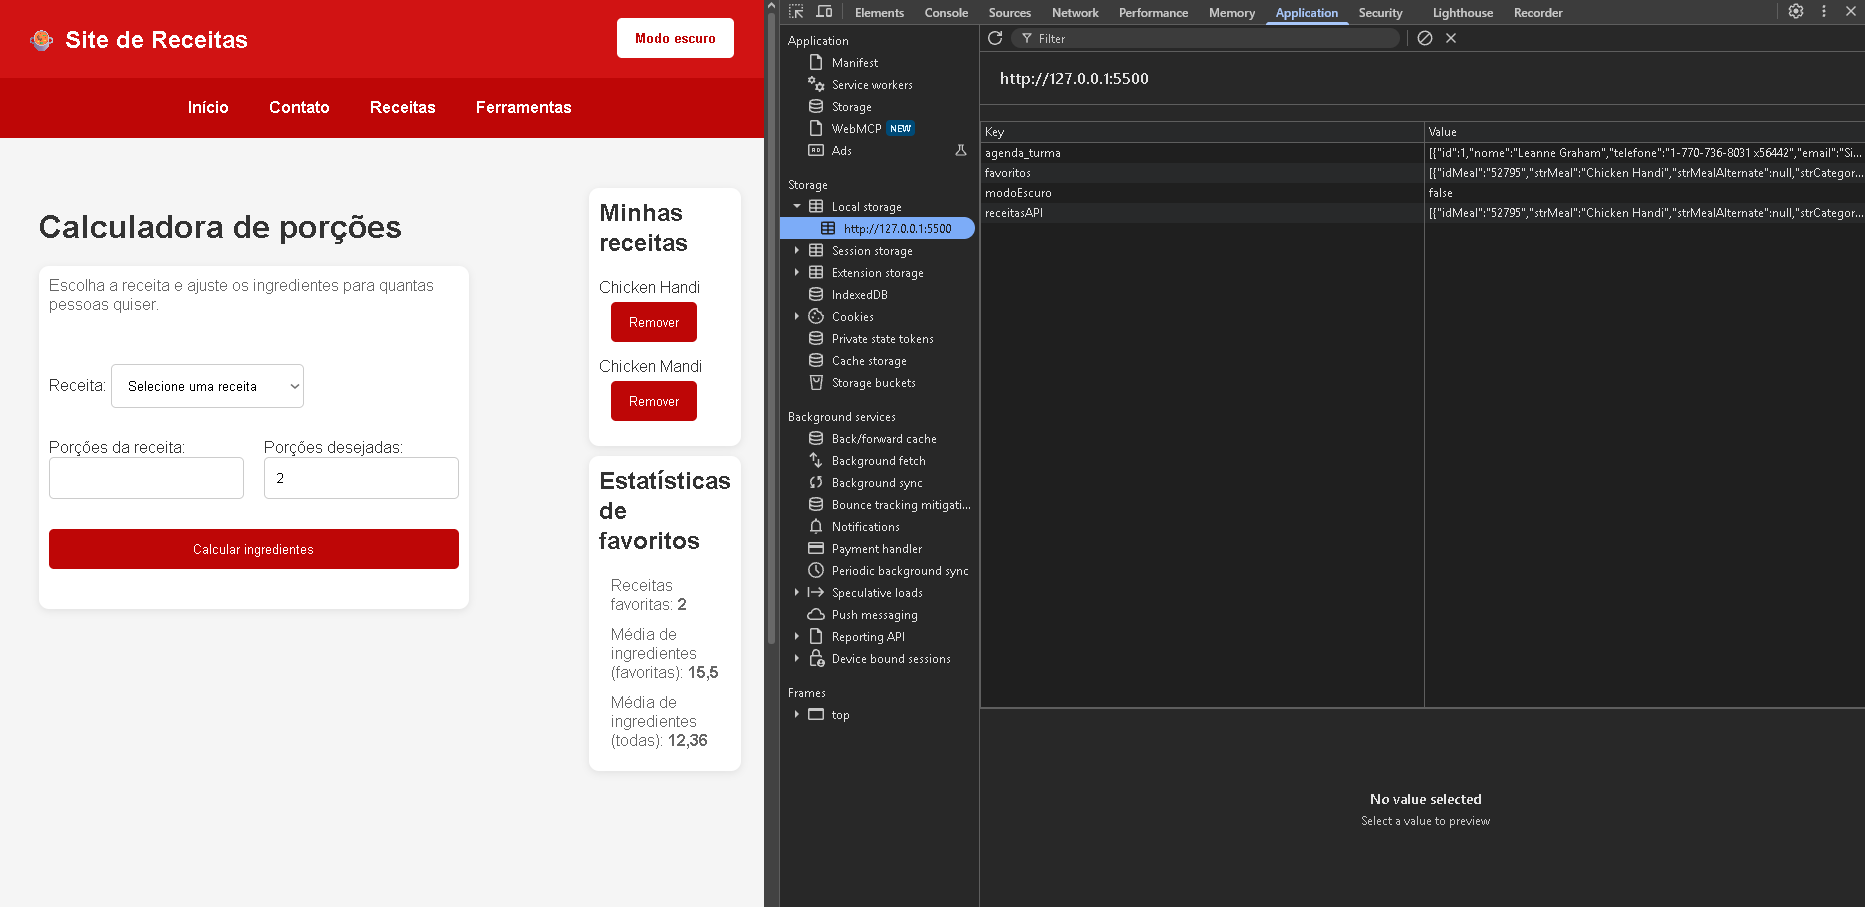 Site de Receitas
Modo escuro
Início Contato Receitas Ferramentas
Calculadora de porções
Escolha a receita e ajuste os ingredientes para quantas
pessoas quiser.
Receita: Selecione uma receita
Porções da receita: Porções desejadas:
2
Calcular ingredientes
Minhas
receitas
Chicken Handi
Remover
Chicken Mandi
Remover
Estatísticas
de
favoritos
Receitas
favoritas: 2
Média de
ingredientes
(favoritas): 15,5
Média de
ingredientes
(todas): 12,36
Elements Console Sources Network Performance Memory Application Security Lighthouse Recorder
Application
Manifest
Service workers
Storage
WebMCP NEW
Ads
Storage
Local storage
http://127.0.0.1:5500
Session storage
Extension storage
IndexedDB
Cookies
Private state tokens
Cache storage
Storage buckets
Background services
Back/forward cache
Background fetch
Background sync
Bounce tracking mitigati...
Notifications
Payment handler
Periodic background sync
Speculative loads
Push messaging
Reporting API
Device bound sessions
Frames
top
Filter
http://127.0.0.1:5500
Key Value
agenda_turma [{"id":1,"nome":"Leanne Graham","telefone":"1-770-736-8031 x56442","email":"Si...
favoritos [{"idMeal":"52795","strMeal":"Chicken Handi","strMealAlternate":null,"strCategor...
modoEscuro false
receitasAPI [{"idMeal":"52795","strMeal":"Chicken Handi","strMealAlternate":null,"strCategor...
No value selected
Select a value to preview